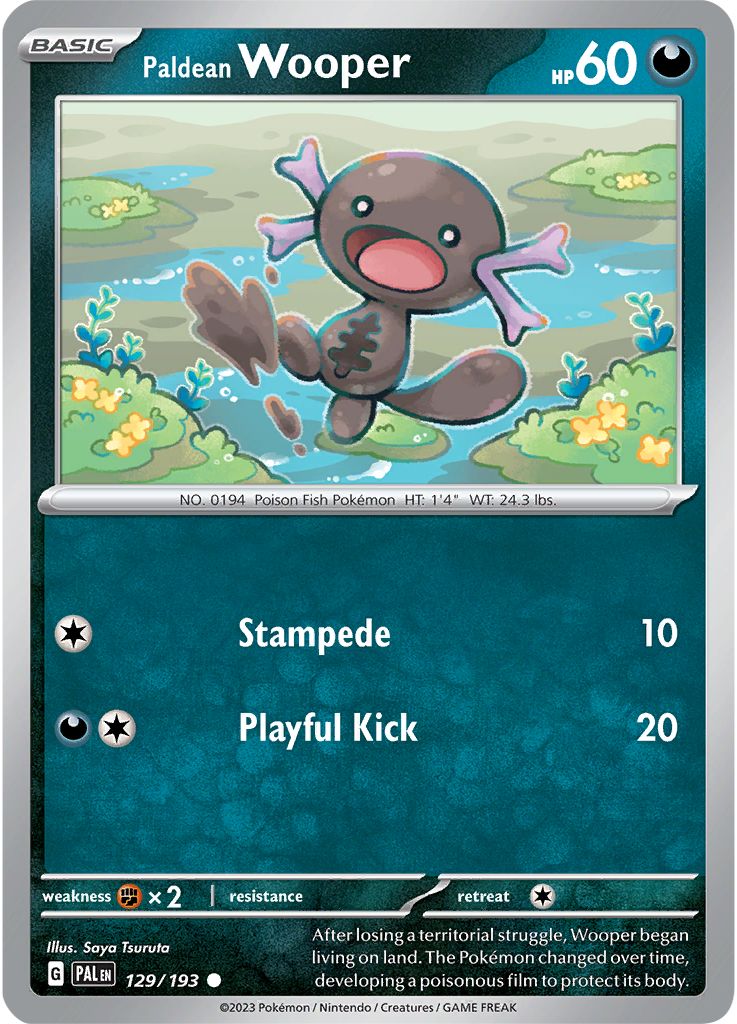 BASIC
Paldean Wooper HP 60
NO. 0194 Poison Fish Pokémon HT: 1'4" WT: 24.3 lbs.
Stampede 10
Playful Kick 20
weakness ×2 resistance retreat
Illus. Saya Tsuruta
After losing a territorial struggle, Wooper began
living on land. The Pokémon changed over time,
developing a poisonous film to protect its body.
G PAL EN 129/193
©2023 Pokémon / Nintendo / Creatures / GAME FREAK